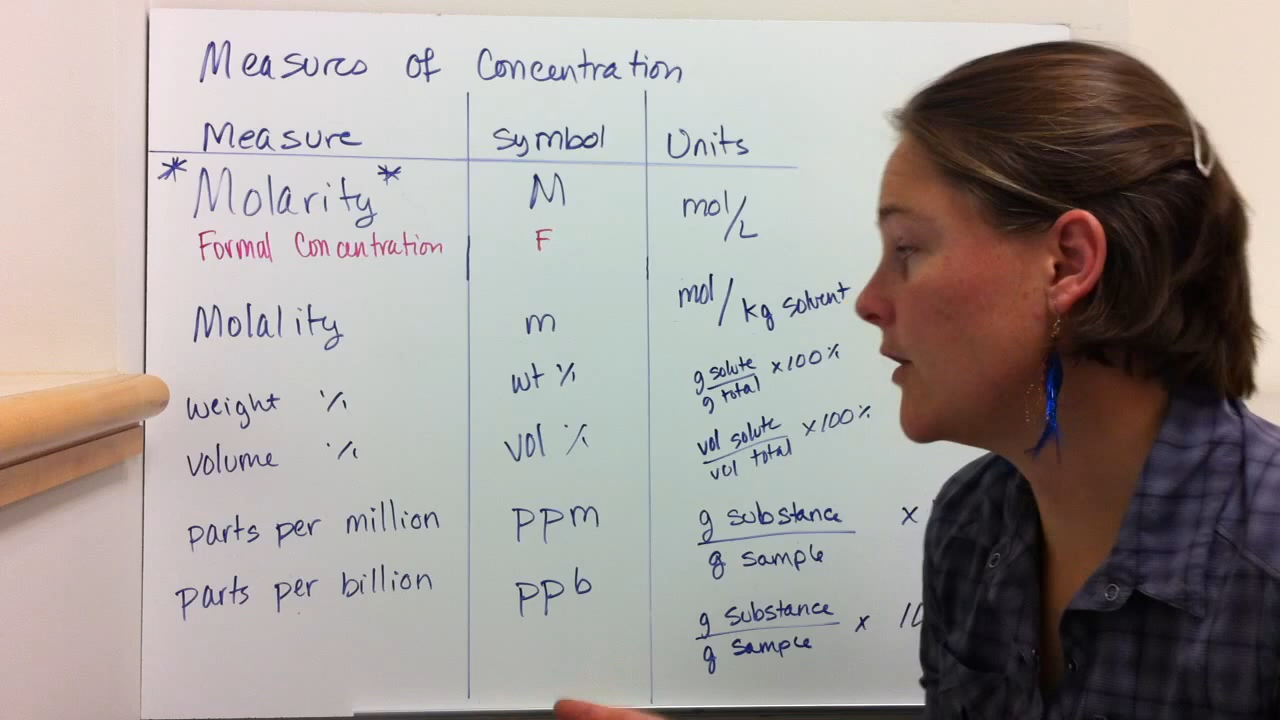 Measures of Concentration
Measure Symbol Units
* Molarity * M mol/L
Formal Concentration F
Molality m mol/kg solvent
weight % wt % g solute/g total x100%
volume % vol % vol solute/vol total x100%
parts per million ppm g substance/g sample x
parts per billion ppb g substance/g sample x